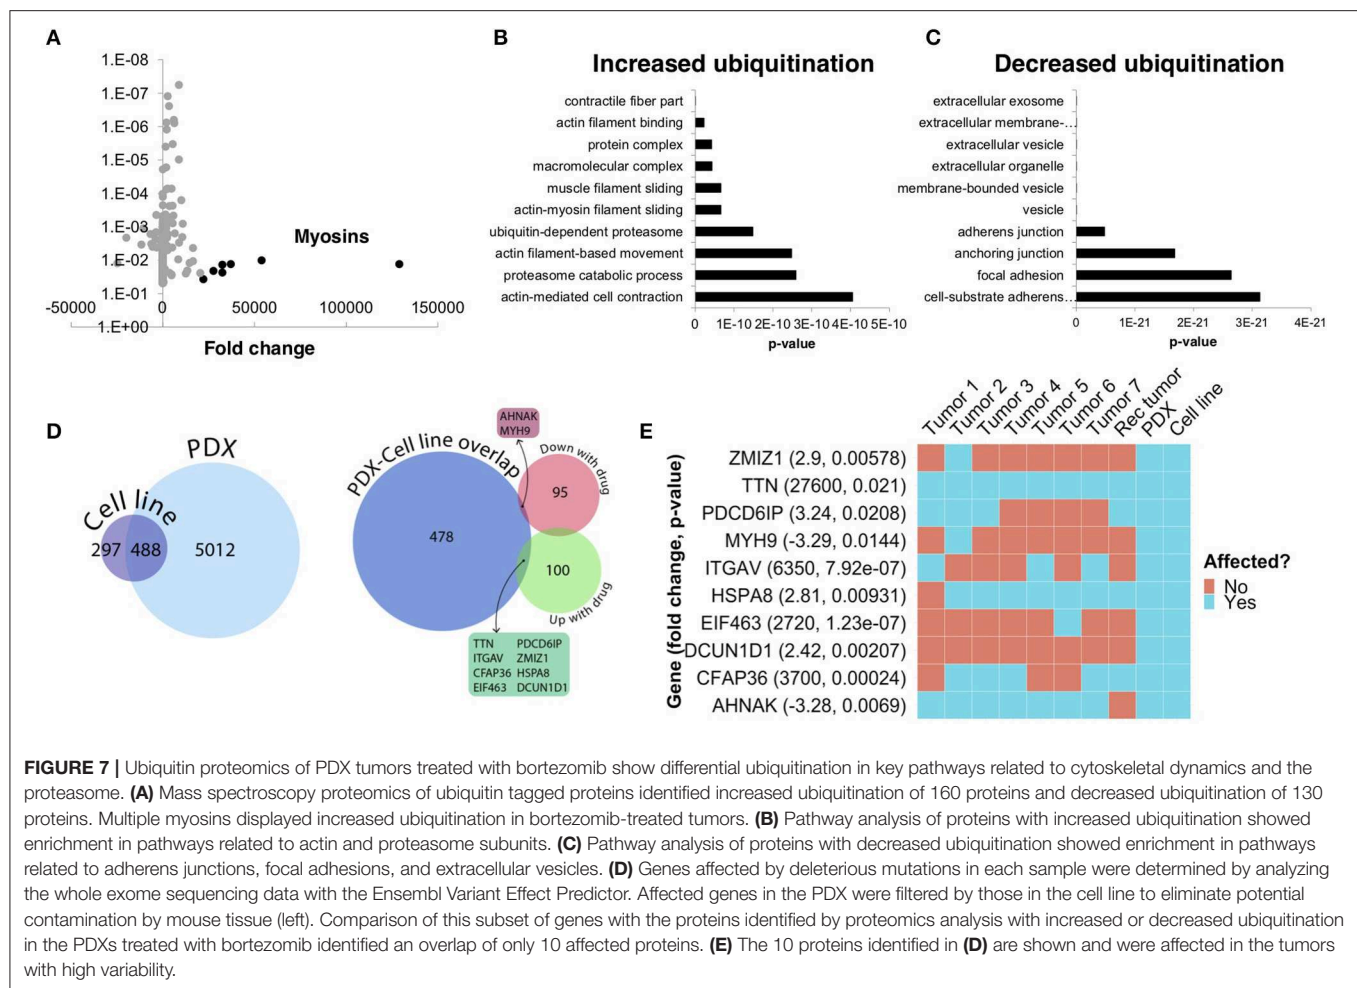 A
1.E-08
1.E-07
1.E-06
1.E-05
1.E-04
1.E-03
1.E-02
1.E-01
1.E+00
Myosins
-50000
0
50000
100000
150000
Fold change
B
Increased ubiquitination
contractile fiber part
actin filament binding
protein complex
macromolecular complex
muscle filament sliding
actin-myosin filament sliding
ubiquitin-dependent proteasome
actin filament-based movement
proteasome catabolic process
actin-mediated cell contraction
0 1E-10 2E-10 3E-10 4E-10 5E-10
p-value
C
Decreased ubiquitination
extracellular exosome
extracellular membrane-...
extracellular vesicle
extracellular organelle
membrane-bounded vesicle
vesicle
adherens junction
anchoring junction
focal adhesion
cell-substrate adherens...
0 1E-21 2E-21 3E-21 4E-21
p-value
D
PDX
Cell line
297 488 5012
PDX-Cell line overlap
478
AHNAK
MYH9
Down with drug
95
100
Up with drug
TTN PDCD6IP
ITGAV ZMIZ1
CFAP36 HSPA8
EIF463 DCUN1D1
E
Tumor 1
Tumor 2
Tumor 3
Tumor 4
Tumor 5
Tumor 6
Tumor 7
Rec tumor
PDX
Cell line
Gene (fold change, p-value)
ZMIZ1 (2.9, 0.00578)
TTN (27600, 0.021)
PDCD6IP (3.24, 0.0208)
MYH9 (-3.29, 0.0144)
ITGAV (6350, 7.92e-07)
HSPA8 (2.81, 0.00931)
EIF463 (2720, 1.23e-07)
DCUN1D1 (2.42, 0.00207)
CFAP36 (3700, 0.00024)
AHNAK (-3.28, 0.0069)
Affected?
No
Yes
FIGURE 7 | Ubiquitin proteomics of PDX tumors treated with bortezomib show differential ubiquitination in key pathways related to cytoskeletal dynamics and the
proteasome. (A) Mass spectroscopy proteomics of ubiquitin tagged proteins identified increased ubiquitination of 160 proteins and decreased ubiquitination of 130
proteins. Multiple myosins displayed increased ubiquitination in bortezomib-treated tumors. (B) Pathway analysis of proteins with increased ubiquitination showed
enrichment in pathways related to actin and proteasome subunits. (C) Pathway analysis of proteins with decreased ubiquitination showed enrichment in pathways
related to adherens junctions, focal adhesions, and extracellular vesicles. (D) Genes affected by deleterious mutations in each sample were determined by analyzing
the whole exome sequencing data with the Ensembl Variant Effect Predictor. Affected genes in the PDX were filtered by those in the cell line to eliminate potential
contamination by mouse tissue (left). Comparison of this subset of genes with the proteins identified by proteomics analysis with increased or decreased ubiquitination
in the PDXs treated with bortezomib identified an overlap of only 10 affected proteins. (E) The 10 proteins identified in (D) are shown and were affected in the tumors
with high variability.